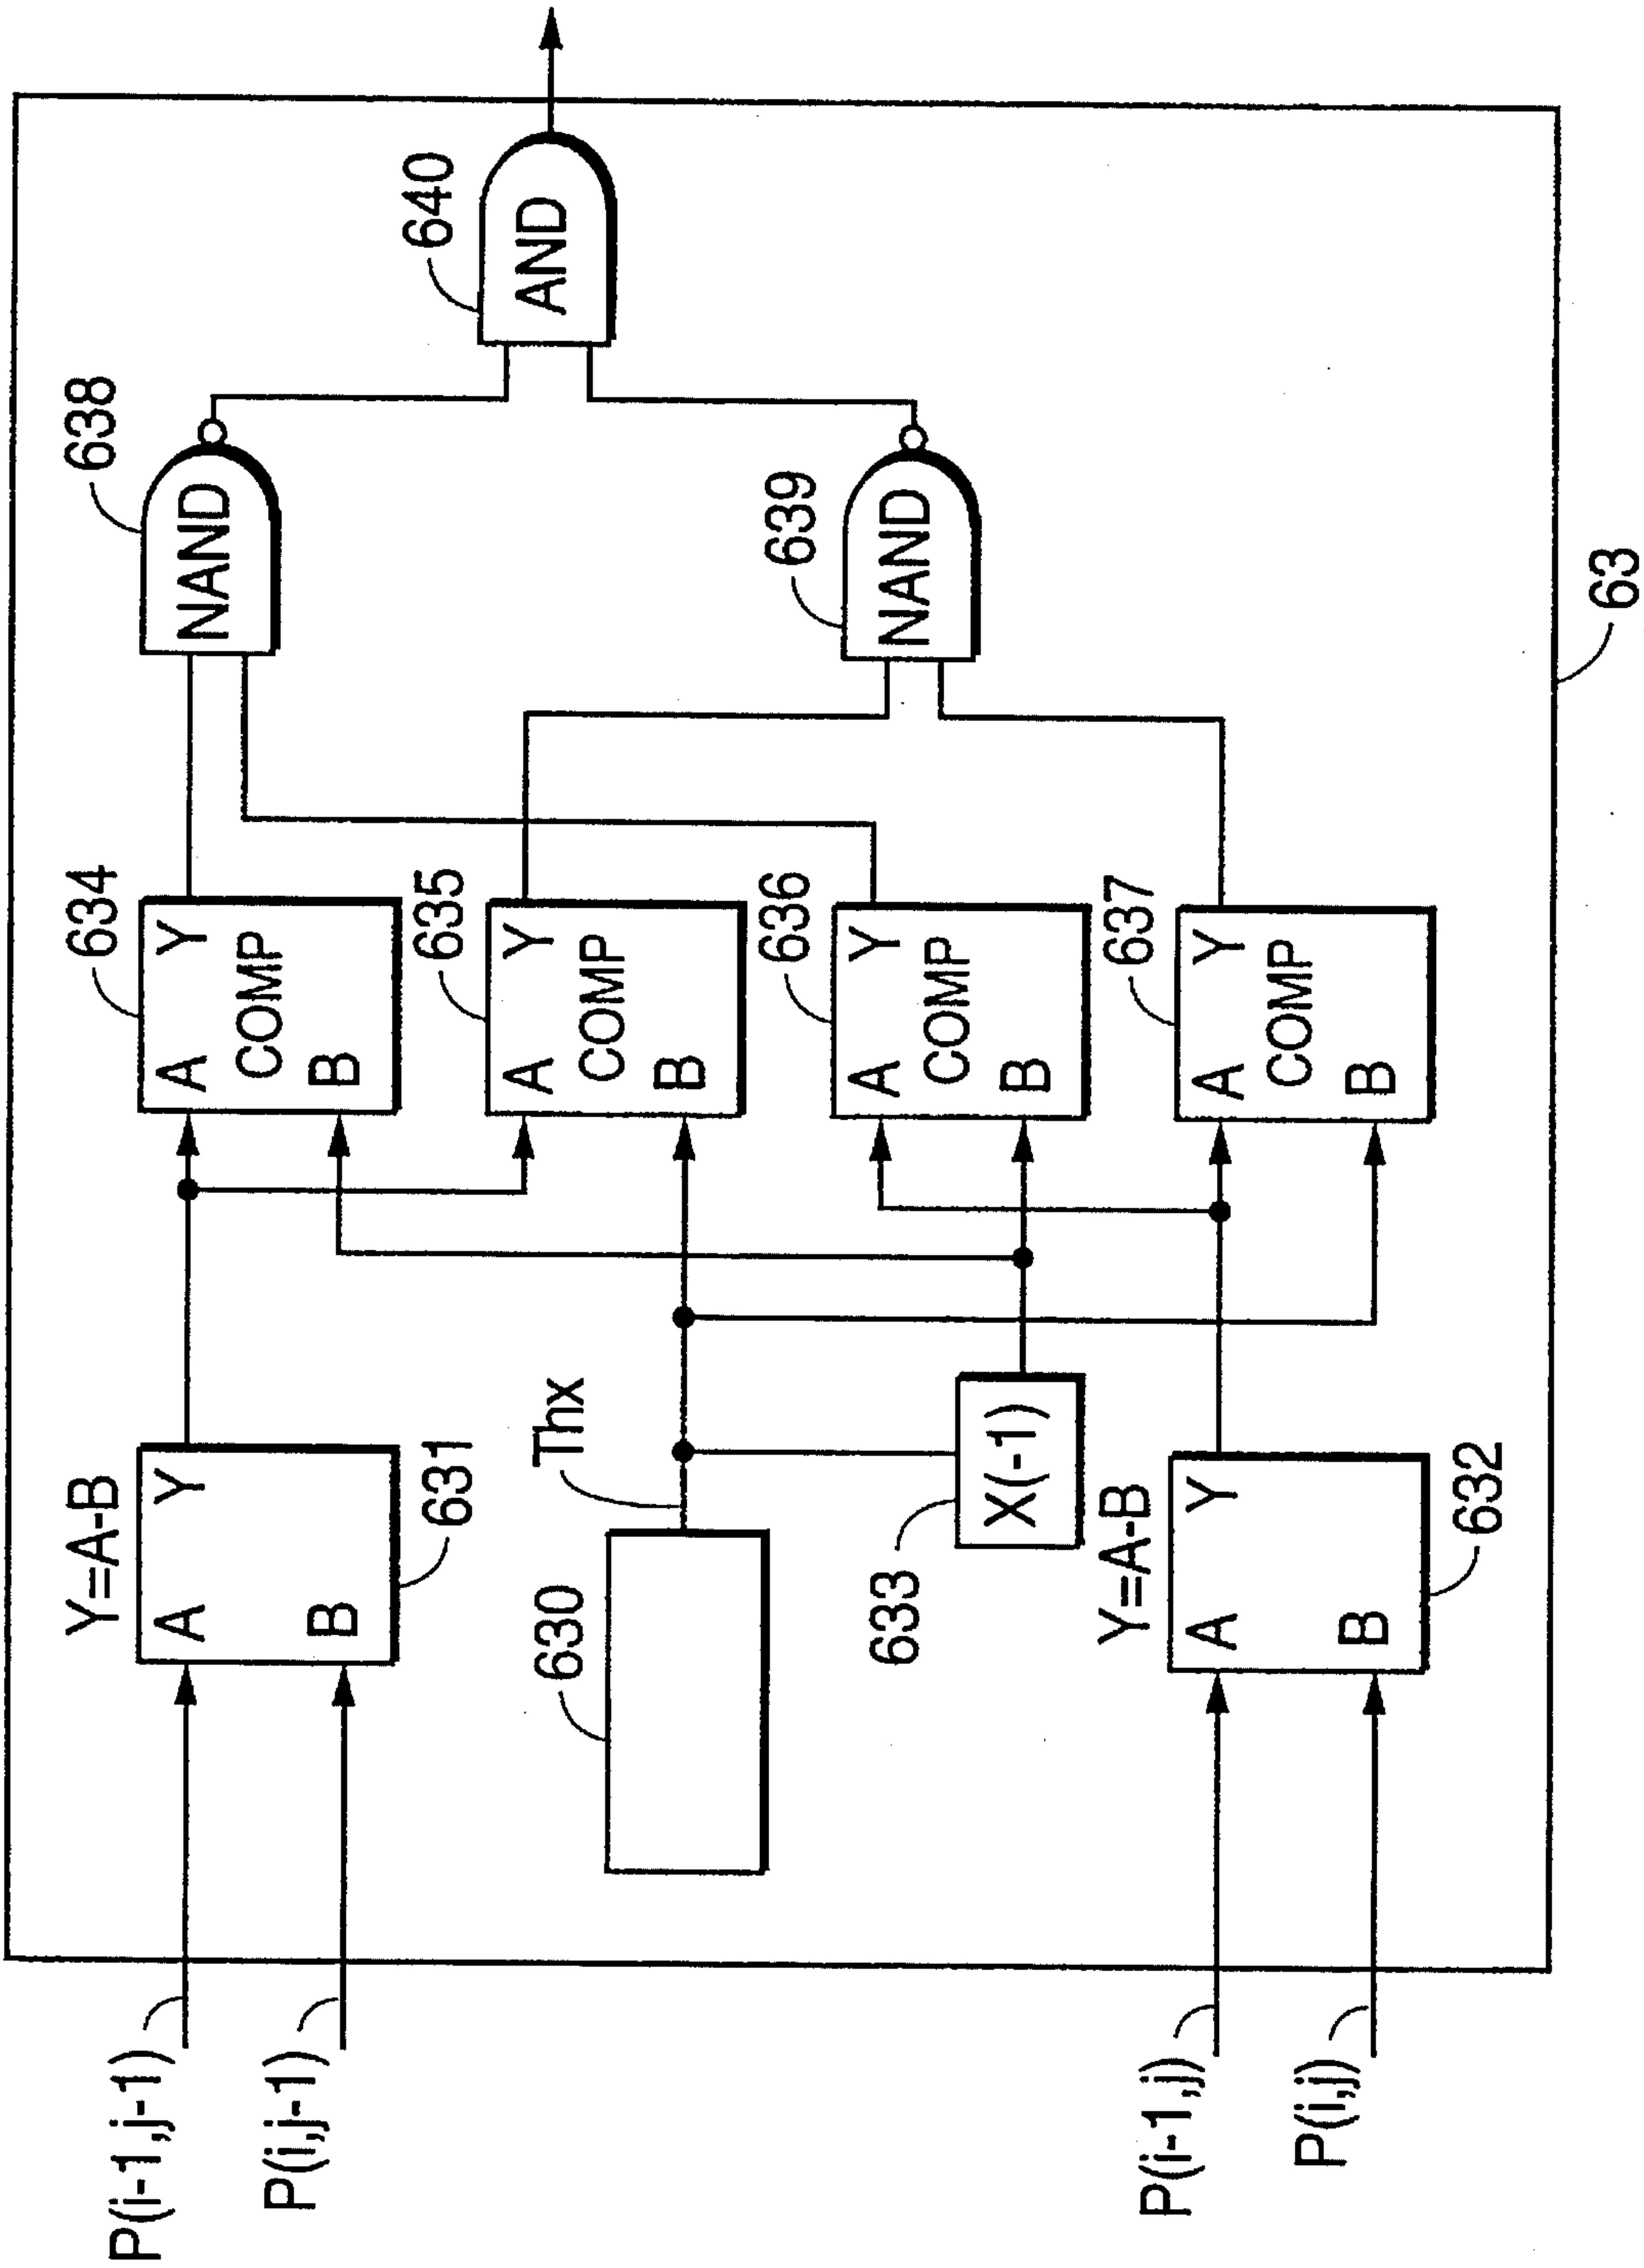 P(i-1,j-1)
P(i,j-1)
P(i-1,j)
P(i,j)
Y=A-B
A Y
B
631
630
Thx
633
X(-1)
Y=A-B
A Y
B
632
634
A Y
COMP
B
635
A Y
COMP
B
636
A Y
COMP
B
637
A Y
COMP
B
638
NAND
639
NAND
640
AND
63